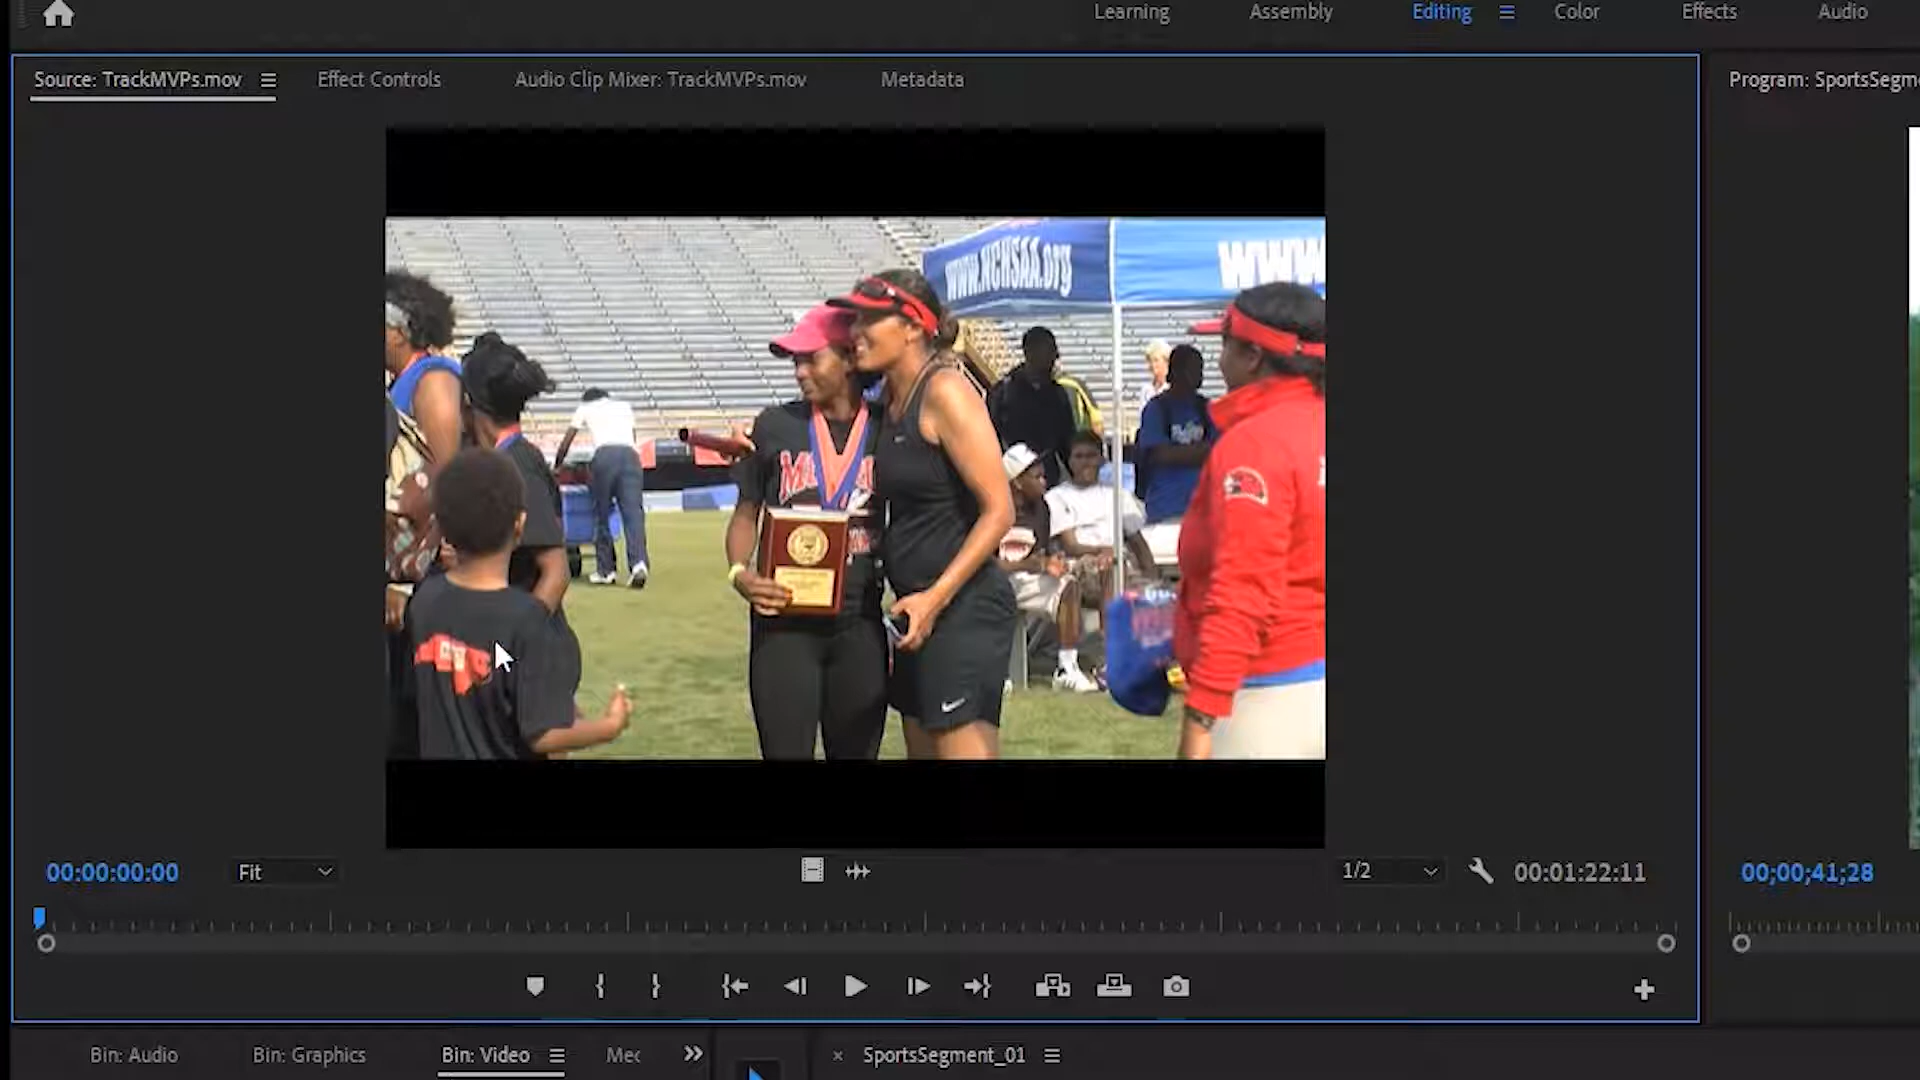 Learning
Assembly
Editing
Color
Effects
Audio
Source: TrackMVPs.mov
Effect Controls
Audio Clip Mixer: TrackMVPs.mov
Metadata
Program: SportsSegm
WWW.NCHSAA.org
WWW
00:00:00:00
Fit
1/2
00:01:22:11
00;00;41;28
Bin: Audio
Bin: Graphics
Bin: Video
SportsSegment_01